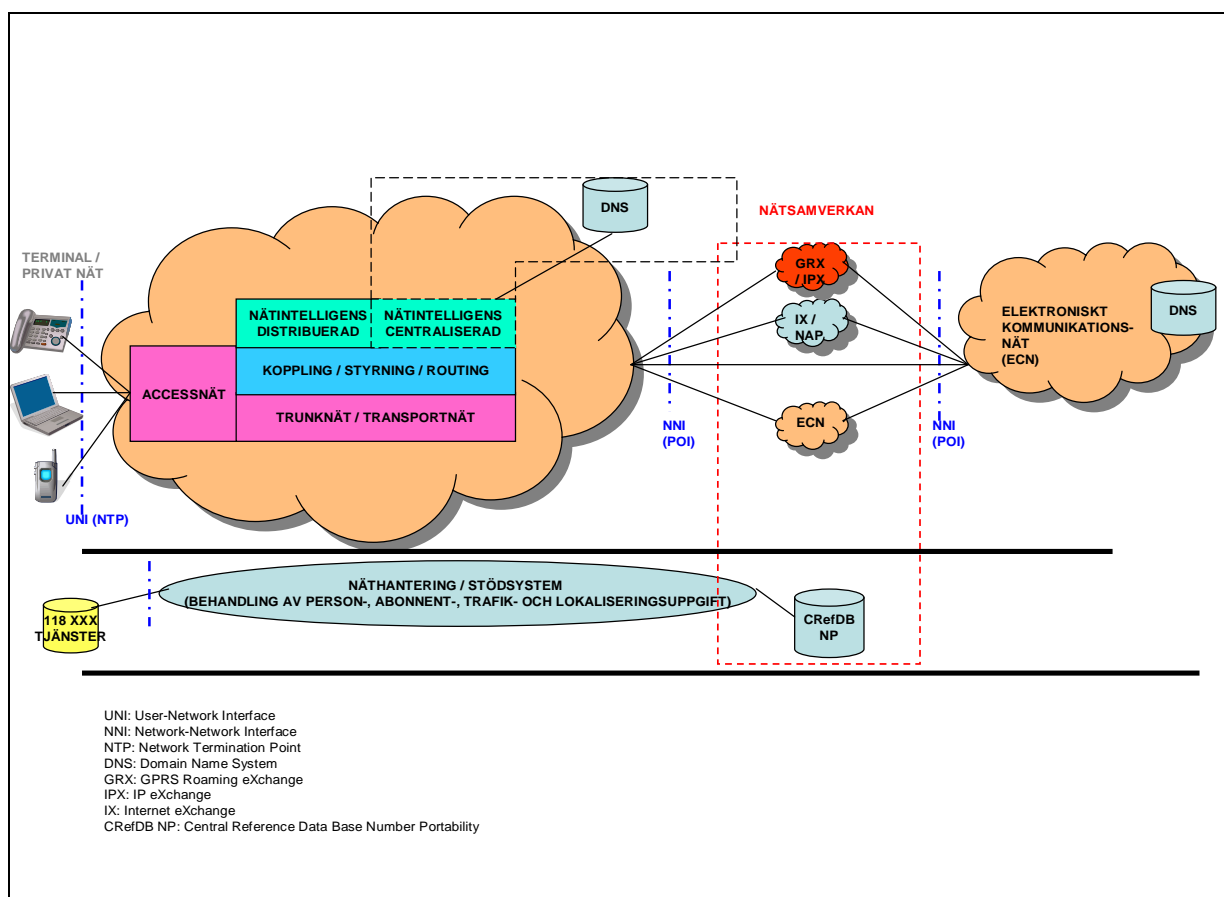 DNS
NÄTSAMVERKAN
TERMINAL /
PRIVAT NÄT
GRX
/ IPX
NÄTINTELLIGENS
DISTRIBUERAD
NÄTINTELLIGENS
CENTRALISERAD
IX /
NAP
ELEKTRONISKT
KOMMUNIKATIONS-
NÄT
(ECN)
DNS
KOPPLING / STYRNING / ROUTING
ACCESSNÄT
TRUNKNÄT / TRANSPORTNÄT
ECN
NNI
(POI)
NNI
(POI)
UNI (NTP)
NÄTHANTERING / STÖDSYSTEM
(BEHANDLING AV PERSON-, ABONNENT-, TRAFIK- OCH LOKALISERINGSUPPGIFT)
118 XXX
TJÄNSTER
CRefDB
NP
UNI: User-Network Interface
NNI: Network-Network Interface
NTP: Network Termination Point
DNS: Domain Name System
GRX: GPRS Roaming eXchange
IPX: IP eXchange
IX: Internet eXchange
CRefDB NP: Central Reference Data Base Number Portability